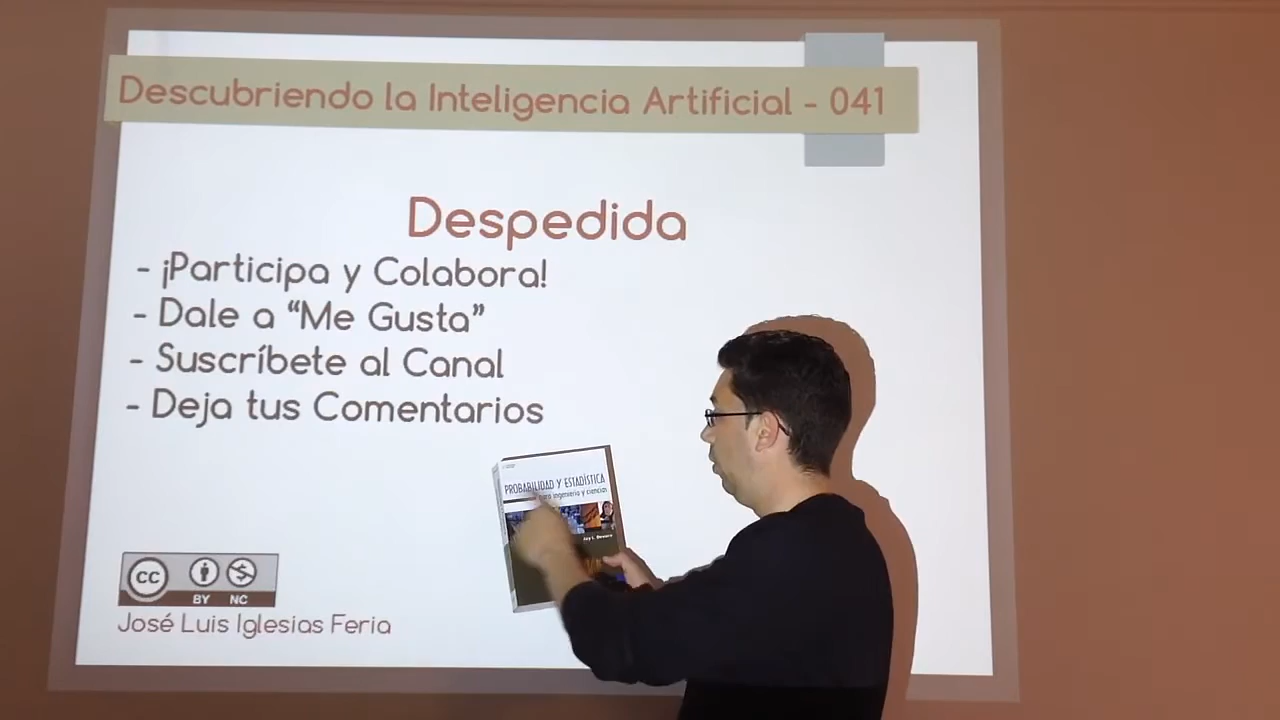 Descubriendo la Inteligencia Artificial - 041
Despedida
- ¡Participa y Colabora!
- Dale a “Me Gusta”
- Suscríbete al Canal
- Deja tus Comentarios
PROBABILIDAD Y ESTADÍSTICA
para ingeniería y ciencias
Jay L. Devore
CC
BY NC
José Luis Iglesias Feria